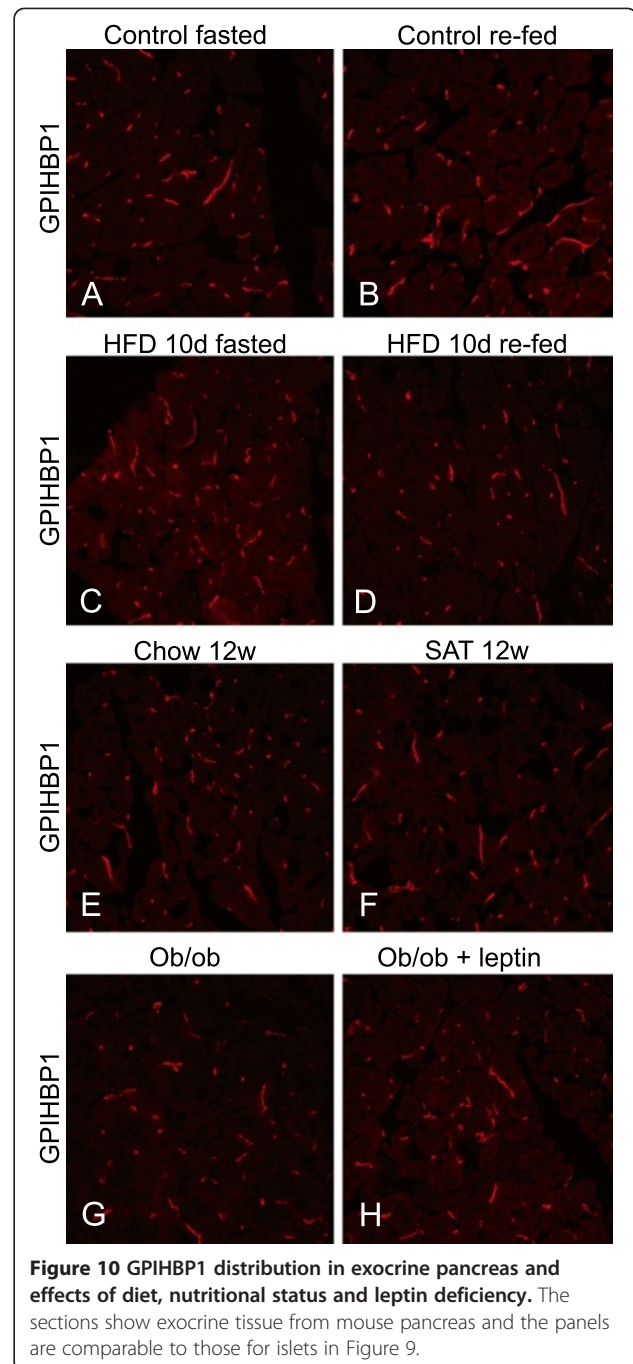 Control fasted Control re-fed
GPIHBP1
A B
HFD 10d fasted HFD 10d re-fed
GPIHBP1
C D
Chow 12w SAT 12w
GPIHBP1
E F
Ob/ob Ob/ob + leptin
GPIHBP1
G H
Figure 10 GPIHBP1 distribution in exocrine pancreas and
effects of diet, nutritional status and leptin deficiency. The
sections show exocrine tissue from mouse pancreas and the panels
are comparable to those for islets in Figure 9.